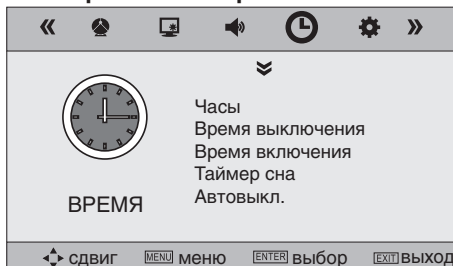 Часы
Время выключения
Время включения
Таймер сна
Автовыкл.
ВРЕМЯ
сдвиг MENU меню ENTER выбор EXIT выход